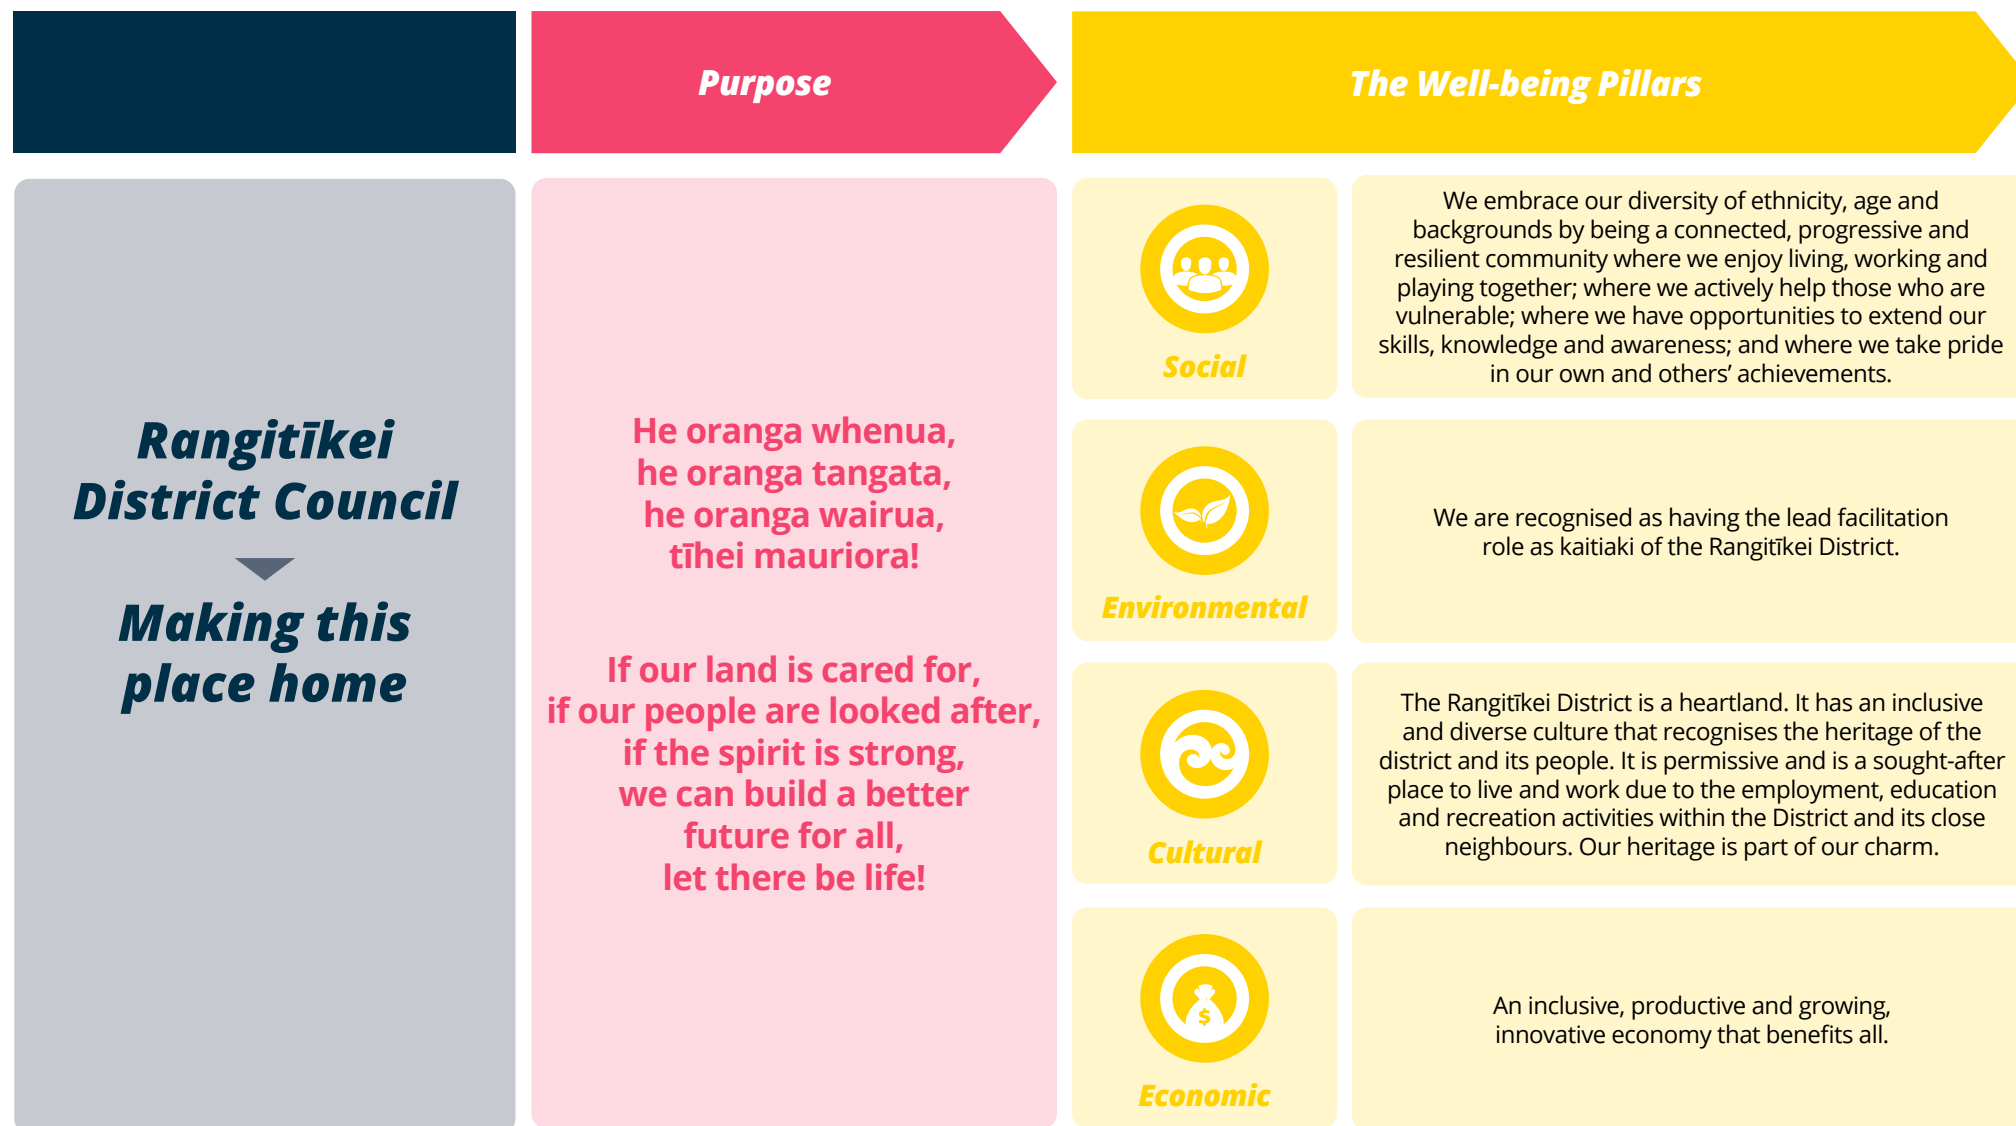 Purpose
The Well-being Pillars
Rangitīkei
District Council
Making this
place home
He oranga whenua,
he oranga tangata,
he oranga wairua,
tīhei mauriora!
If our land is cared for,
if our people are looked after,
if the spirit is strong,
we can build a better
future for all,
let there be life!
Social
We embrace our diversity of ethnicity, age and
backgrounds by being a connected, progressive and
resilient community where we enjoy living, working and
playing together; where we actively help those who are
vulnerable; where we have opportunities to extend our
skills, knowledge and awareness; and where we take pride
in our own and others’ achievements.
Environmental
We are recognised as having the lead facilitation
role as kaitiaki of the Rangitīkei District.
Cultural
The Rangitīkei District is a heartland. It has an inclusive
and diverse culture that recognises the heritage of the
district and its people. It is permissive and is a sought-after
place to live and work due to the employment, education
and recreation activities within the District and its close
neighbours. Our heritage is part of our charm.
$
Economic
An inclusive, productive and growing,
innovative economy that benefits all.